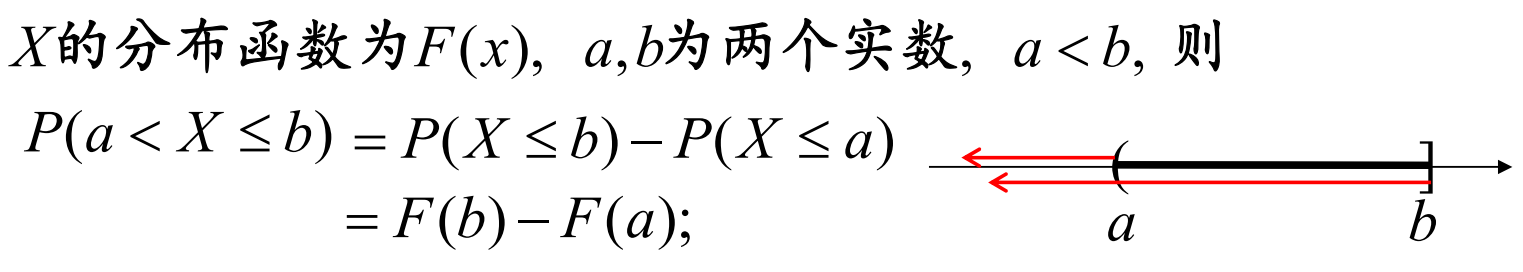 X的分布函数为F(x), a,b为两个实数, a < b, 则
P(a < X ≤ b) = P(X ≤ b) − P(X ≤ a)
= F(b) − F(a);
( ]
a b